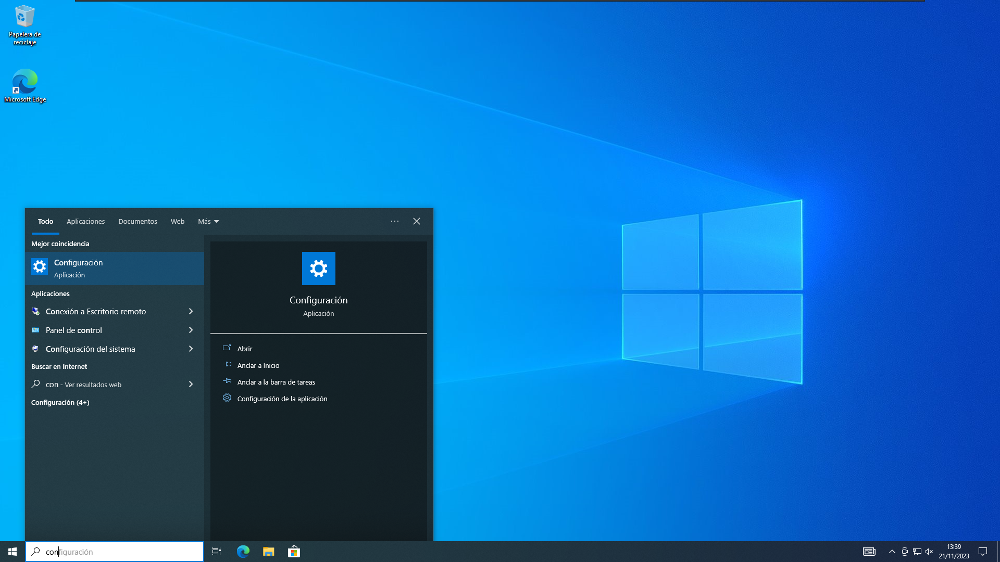 Papelera de
reciclaje
Microsoft Edge
Todo Aplicaciones Documentos Web Más
Mejor coincidencia
Configuración
Aplicación
Aplicaciones
Conexión a Escritorio remoto
Panel de control
Configuración del sistema
Buscar en Internet
con - Ver resultados web
Configuración (4+)
Configuración
Aplicación
Abrir
Anclar a Inicio
Anclar a la barra de tareas
Configuración de la aplicación
configuración
13:39
21/11/2023